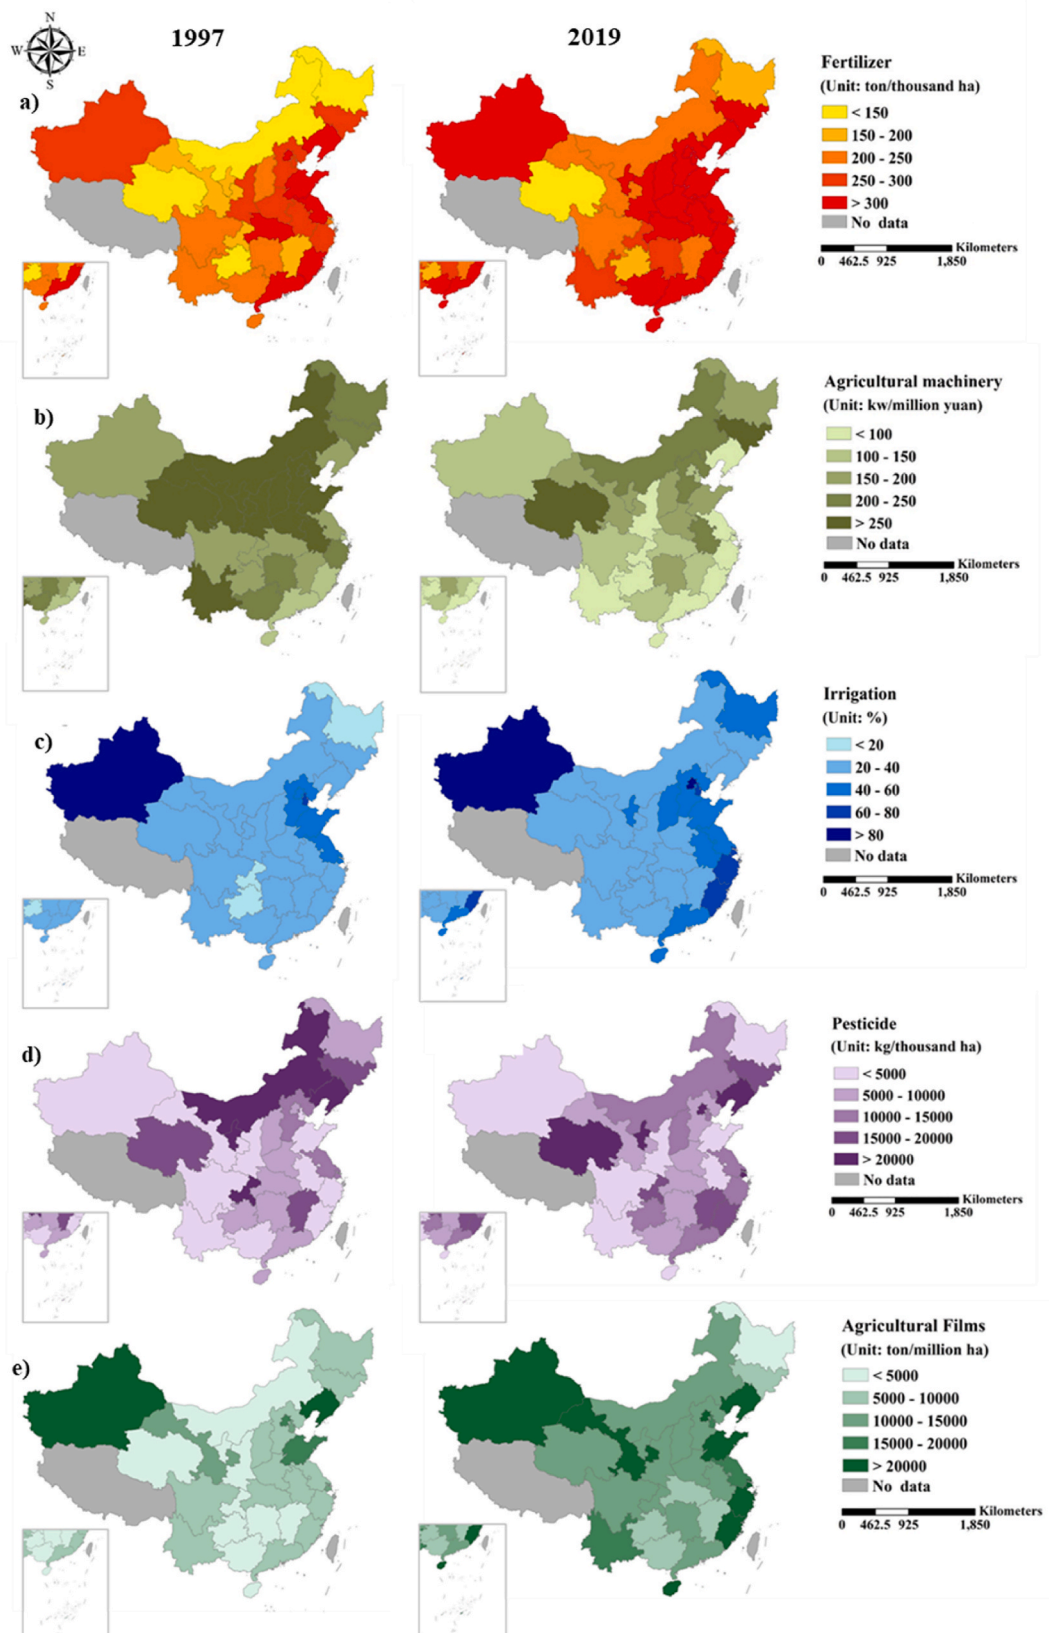 N
W E
S
1997
2019
a)
Fertilizer
(Unit: ton/thousand ha)
< 150
150 - 200
200 - 250
250 - 300
> 300
No data
Kilometers
0 462.5 925 1,850
b)
Agricultural machinery
(Unit: kw/million yuan)
< 100
100 - 150
150 - 200
200 - 250
> 250
No data
Kilometers
0 462.5 925 1,850
c)
Irrigation
(Unit: %)
< 20
20 - 40
40 - 60
60 - 80
> 80
No data
Kilometers
0 462.5 925 1,850
d)
Pesticide
(Unit: kg/thousand ha)
< 5000
5000 - 10000
10000 - 15000
15000 - 20000
> 20000
No data
Kilometers
0 462.5 925 1,850
e)
Agricultural Films
(Unit: ton/million ha)
< 5000
5000 - 10000
10000 - 15000
15000 - 20000
> 20000
No data
Kilometers
0 462.5 925 1,850